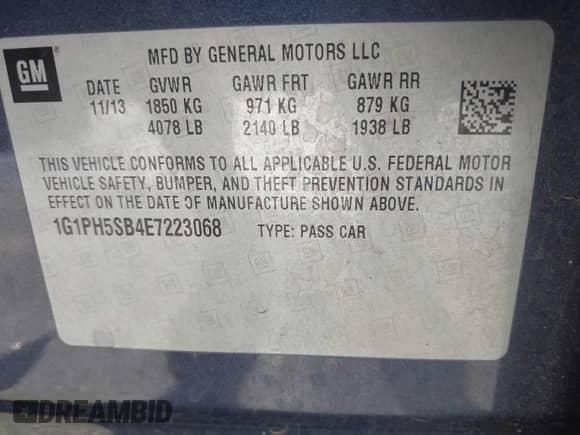 GM
MFD BY GENERAL MOTORS LLC
DATE GVWR GAWR FRT GAWR RR
11/13 1850 KG 971 KG 879 KG
4078 LB 2140 LB 1938 LB
THIS VEHICLE CONFORMS TO ALL APPLICABLE U.S. FEDERAL MOTOR
VEHICLE SAFETY, BUMPER, AND THEFT PREVENTION STANDARDS IN
EFFECT ON THE DATE OF MANUFACTURE SHOWN ABOVE.
1G1PH5SB4E7223068 TYPE: PASS CAR
DREAMBID